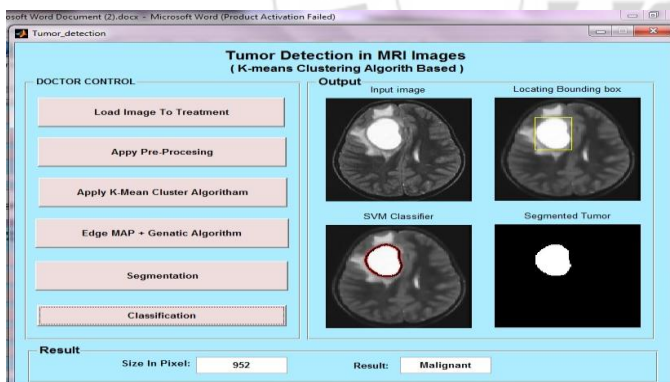 osoft Word Document (2).docx - Microsoft Word (Product Activation Failed)
Tumor_detection
Tumor Detection in MRI Images
( K-means Clustering Algorith Based )
DOCTOR CONTROL
Load Image To Treatment
Appy Pre-Procesing
Apply K-Mean Cluster Algoritham
Edge MAP + Genetic Algorithm
Segmentation
Classification
Output
Input image
Locating Bounding box
SVM Classifier
Segmented Tumor
Result
Size In Pixel: 952
Result: Malignant